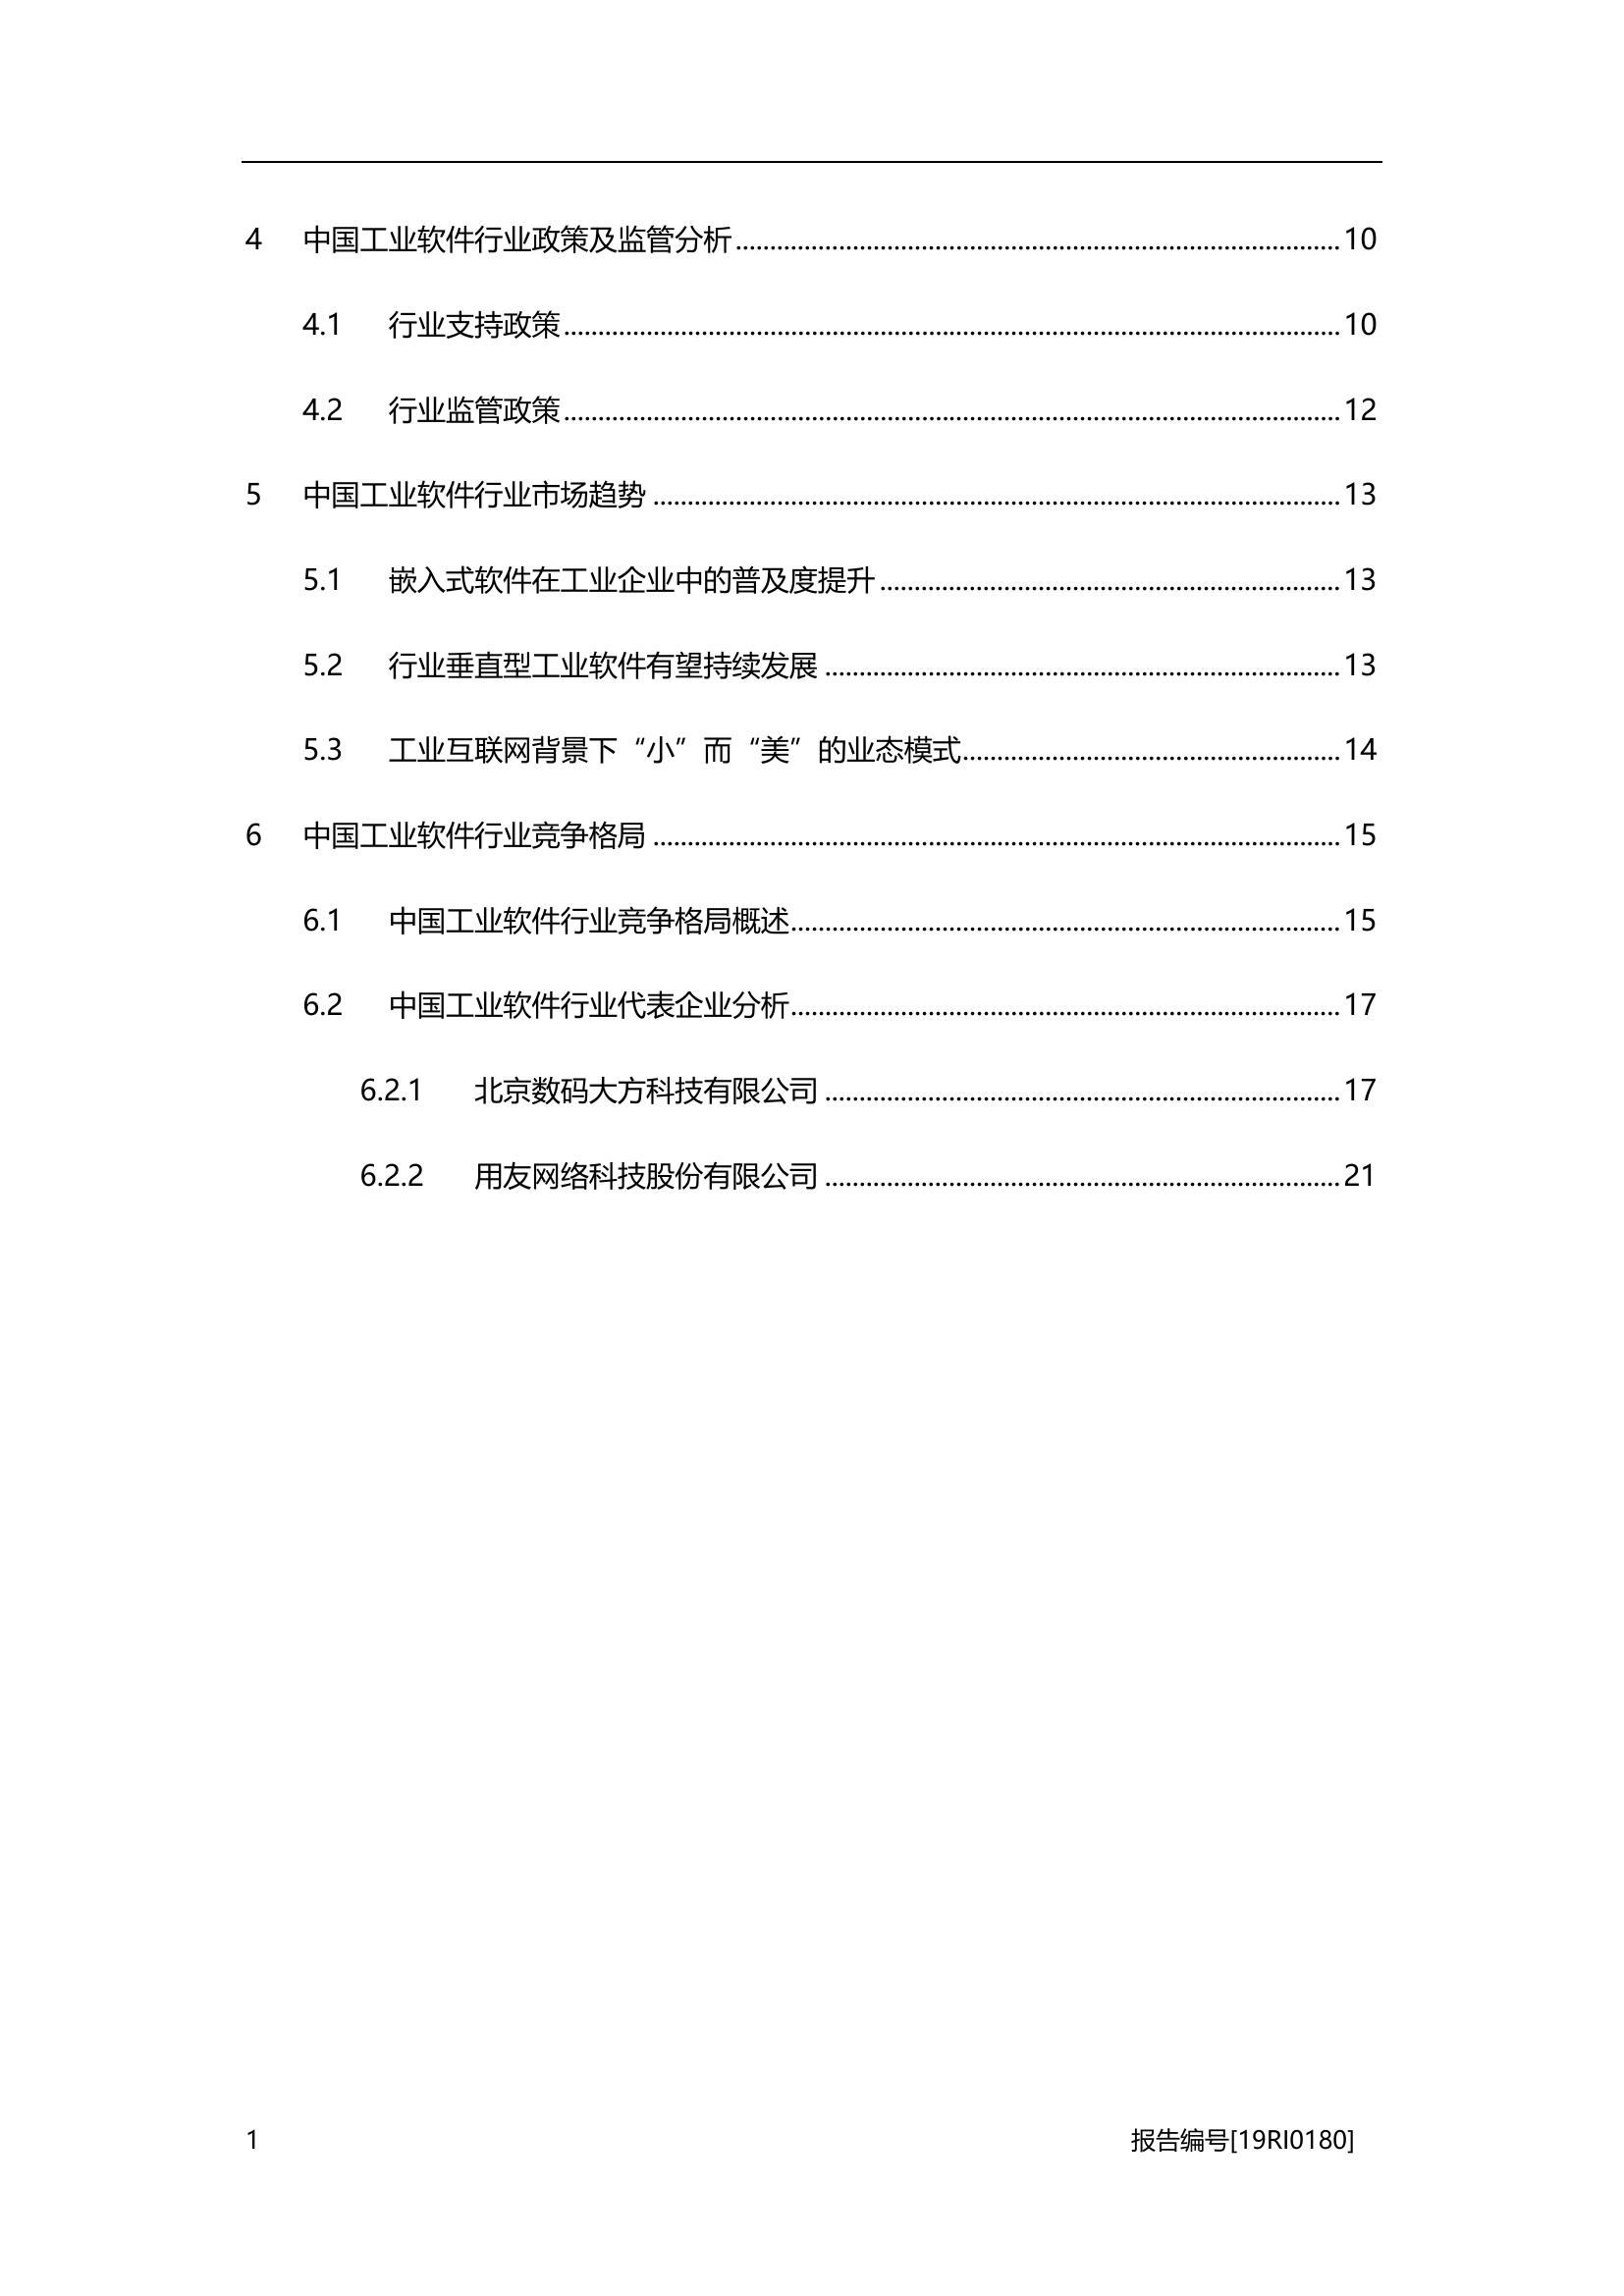 4 中国工业软件行业政策及监管分析 ........ 10
4.1 行业支持政策 ........ 10
4.2 行业监管政策 ........ 12
5 中国工业软件行业市场趋势 ........ 13
5.1 嵌入式软件在工业企业中的普及度提升 ........ 13
5.2 行业垂直型工业软件有望持续发展 ........ 13
5.3 工业互联网背景下“小”而“美”的业态模式 ........ 14
6 中国工业软件行业竞争格局 ........ 15
6.1 中国工业软件行业竞争格局概述 ........ 15
6.2 中国工业软件行业代表企业分析 ........ 17
6.2.1 北京数码大方科技有限公司 ........ 17
6.2.2 用友网络科技股份有限公司 ........ 21
1 报告编号[19RI0180]